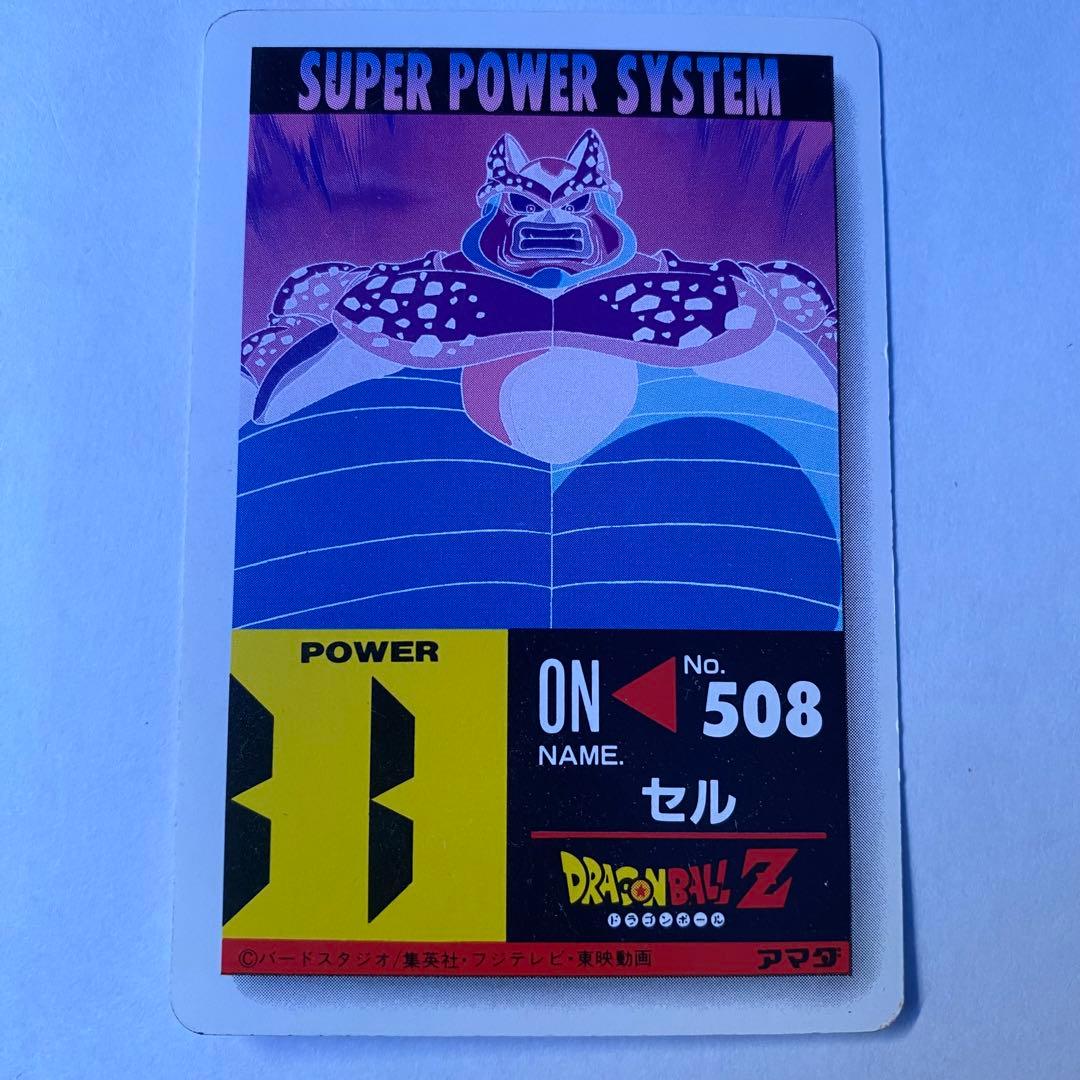 SUPER POWER SYSTEM
POWER
ON
No.
508
NAME.
セル
DRAGONBALL Z
ドラゴンボール
©バードスタジオ/集英社・フジテレビ・東映動画
アマダ